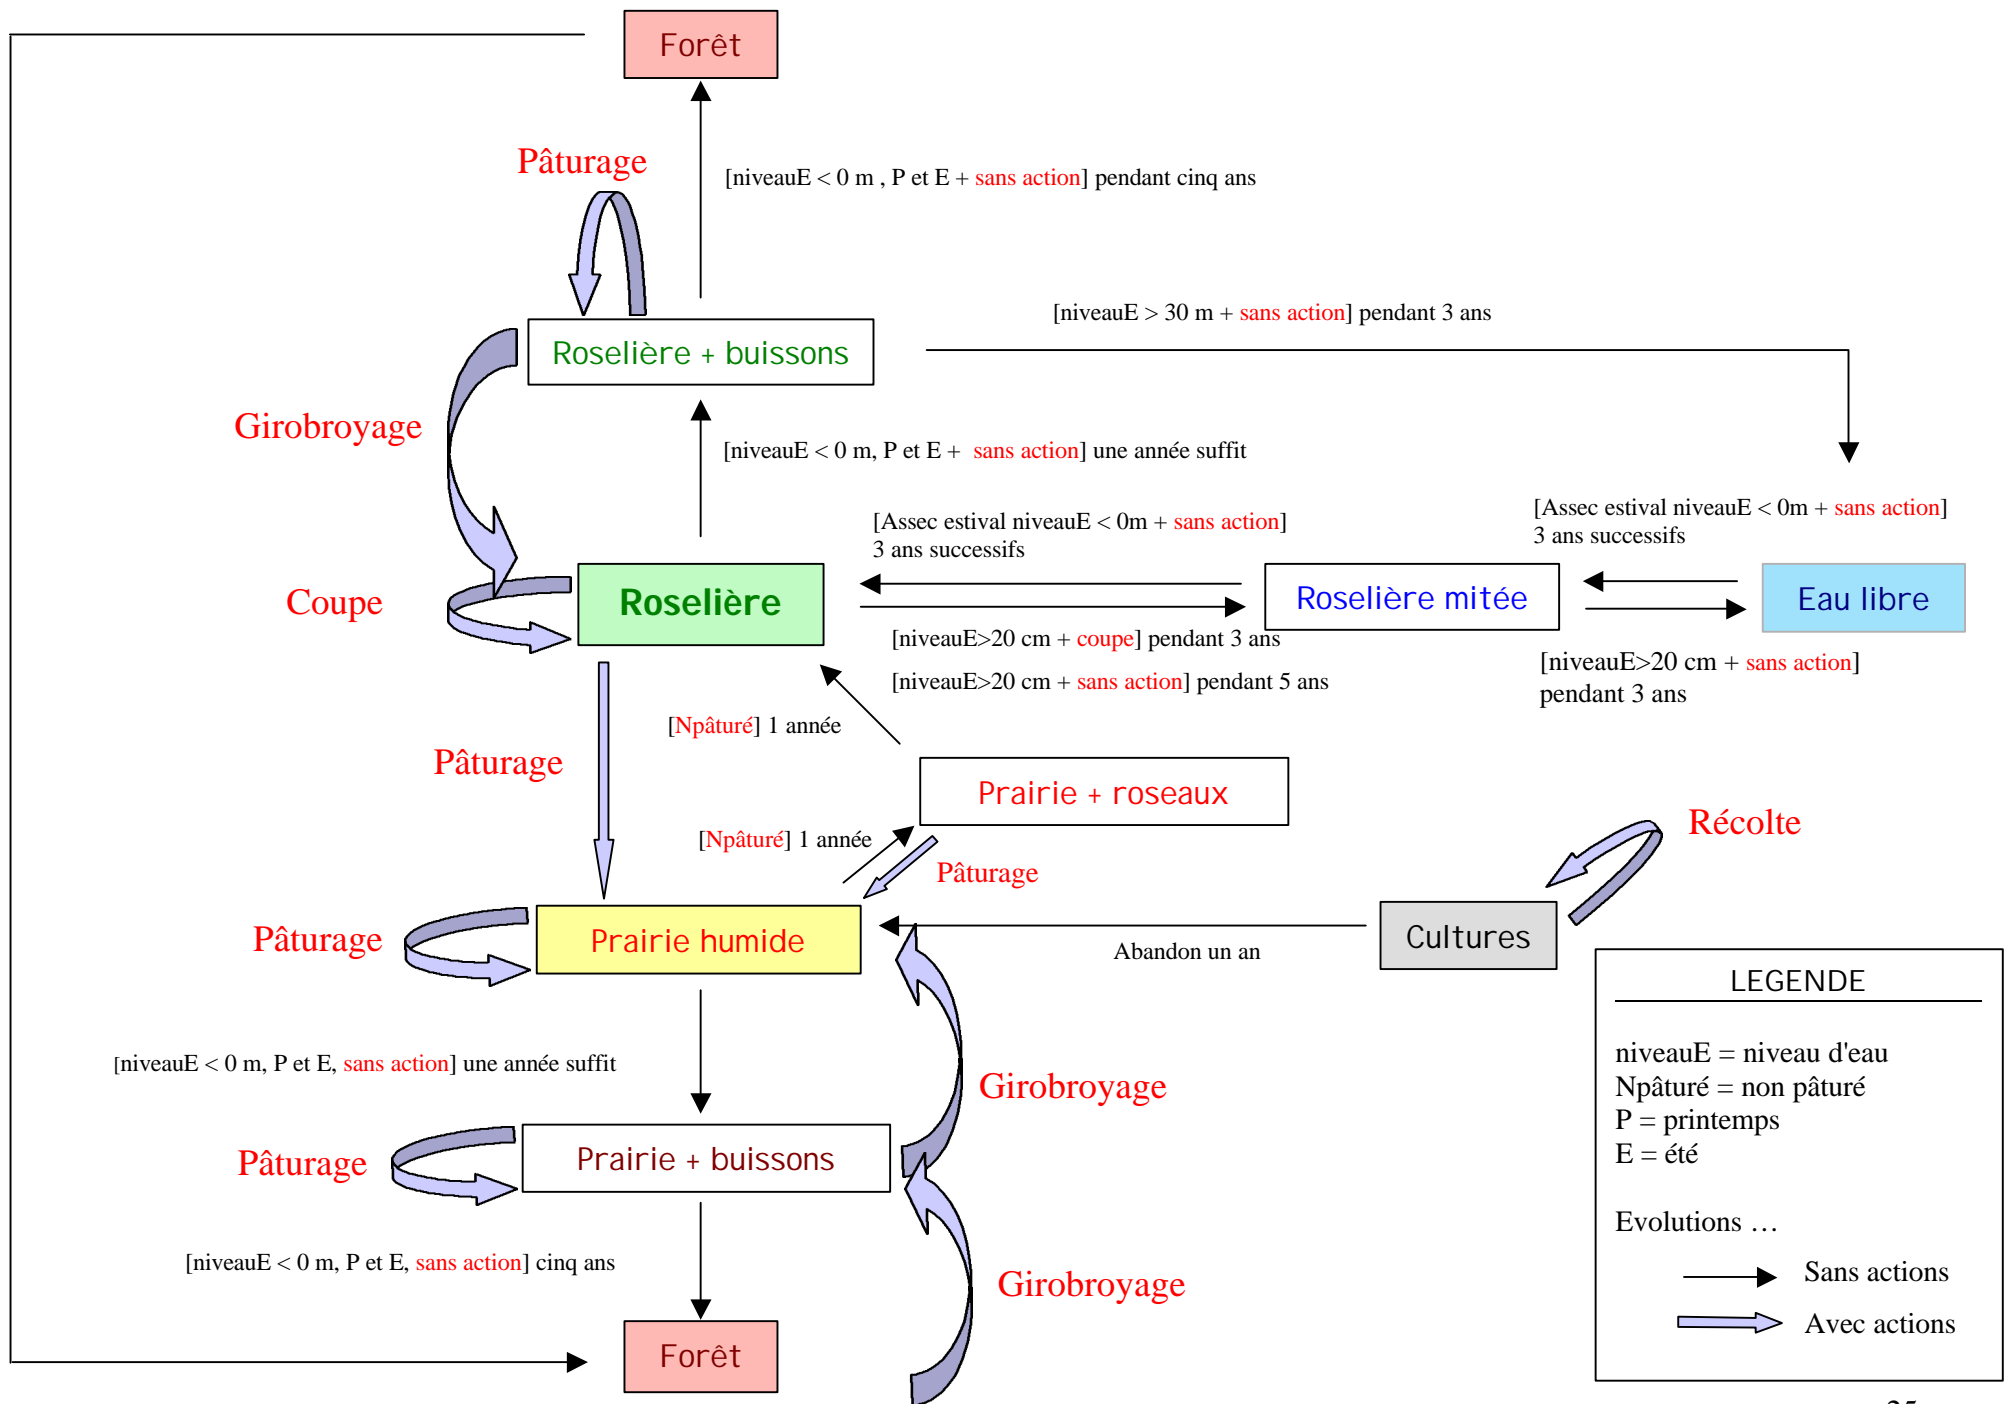 Forêt
Pâturage
[niveauE < 0 m , P et E + sans action] pendant cinq ans
[niveauE > 30 m + sans action] pendant 3 ans
Roselière + buissons
Girobroyage
[niveauE < 0 m, P et E + sans action] une année suffit
[Assec estival niveauE < 0m + sans action]
3 ans successifs
[Assec estival niveauE < 0m + sans action]
3 ans successifs
Coupe
Roselière
Roselière mitée
Eau libre
[niveauE>20 cm + coupe] pendant 3 ans
[niveauE>20 cm + sans action] pendant 5 ans
[niveauE>20 cm + sans action]
pendant 3 ans
[Npâturé] 1 année
Pâturage
Prairie + roseaux
[Npâturé] 1 année
Pâturage
Récolte
Pâturage
Prairie humide
Abandon un an
Cultures
[niveauE < 0 m, P et E, sans action] une année suffit
Girobroyage
Pâturage
Prairie + buissons
[niveauE < 0 m, P et E, sans action] cinq ans
Girobroyage
Forêt
LEGENDE
niveauE = niveau d'eau
Npâturé = non pâturé
P = printemps
E = été
Evolutions …
Sans actions
Avec actions